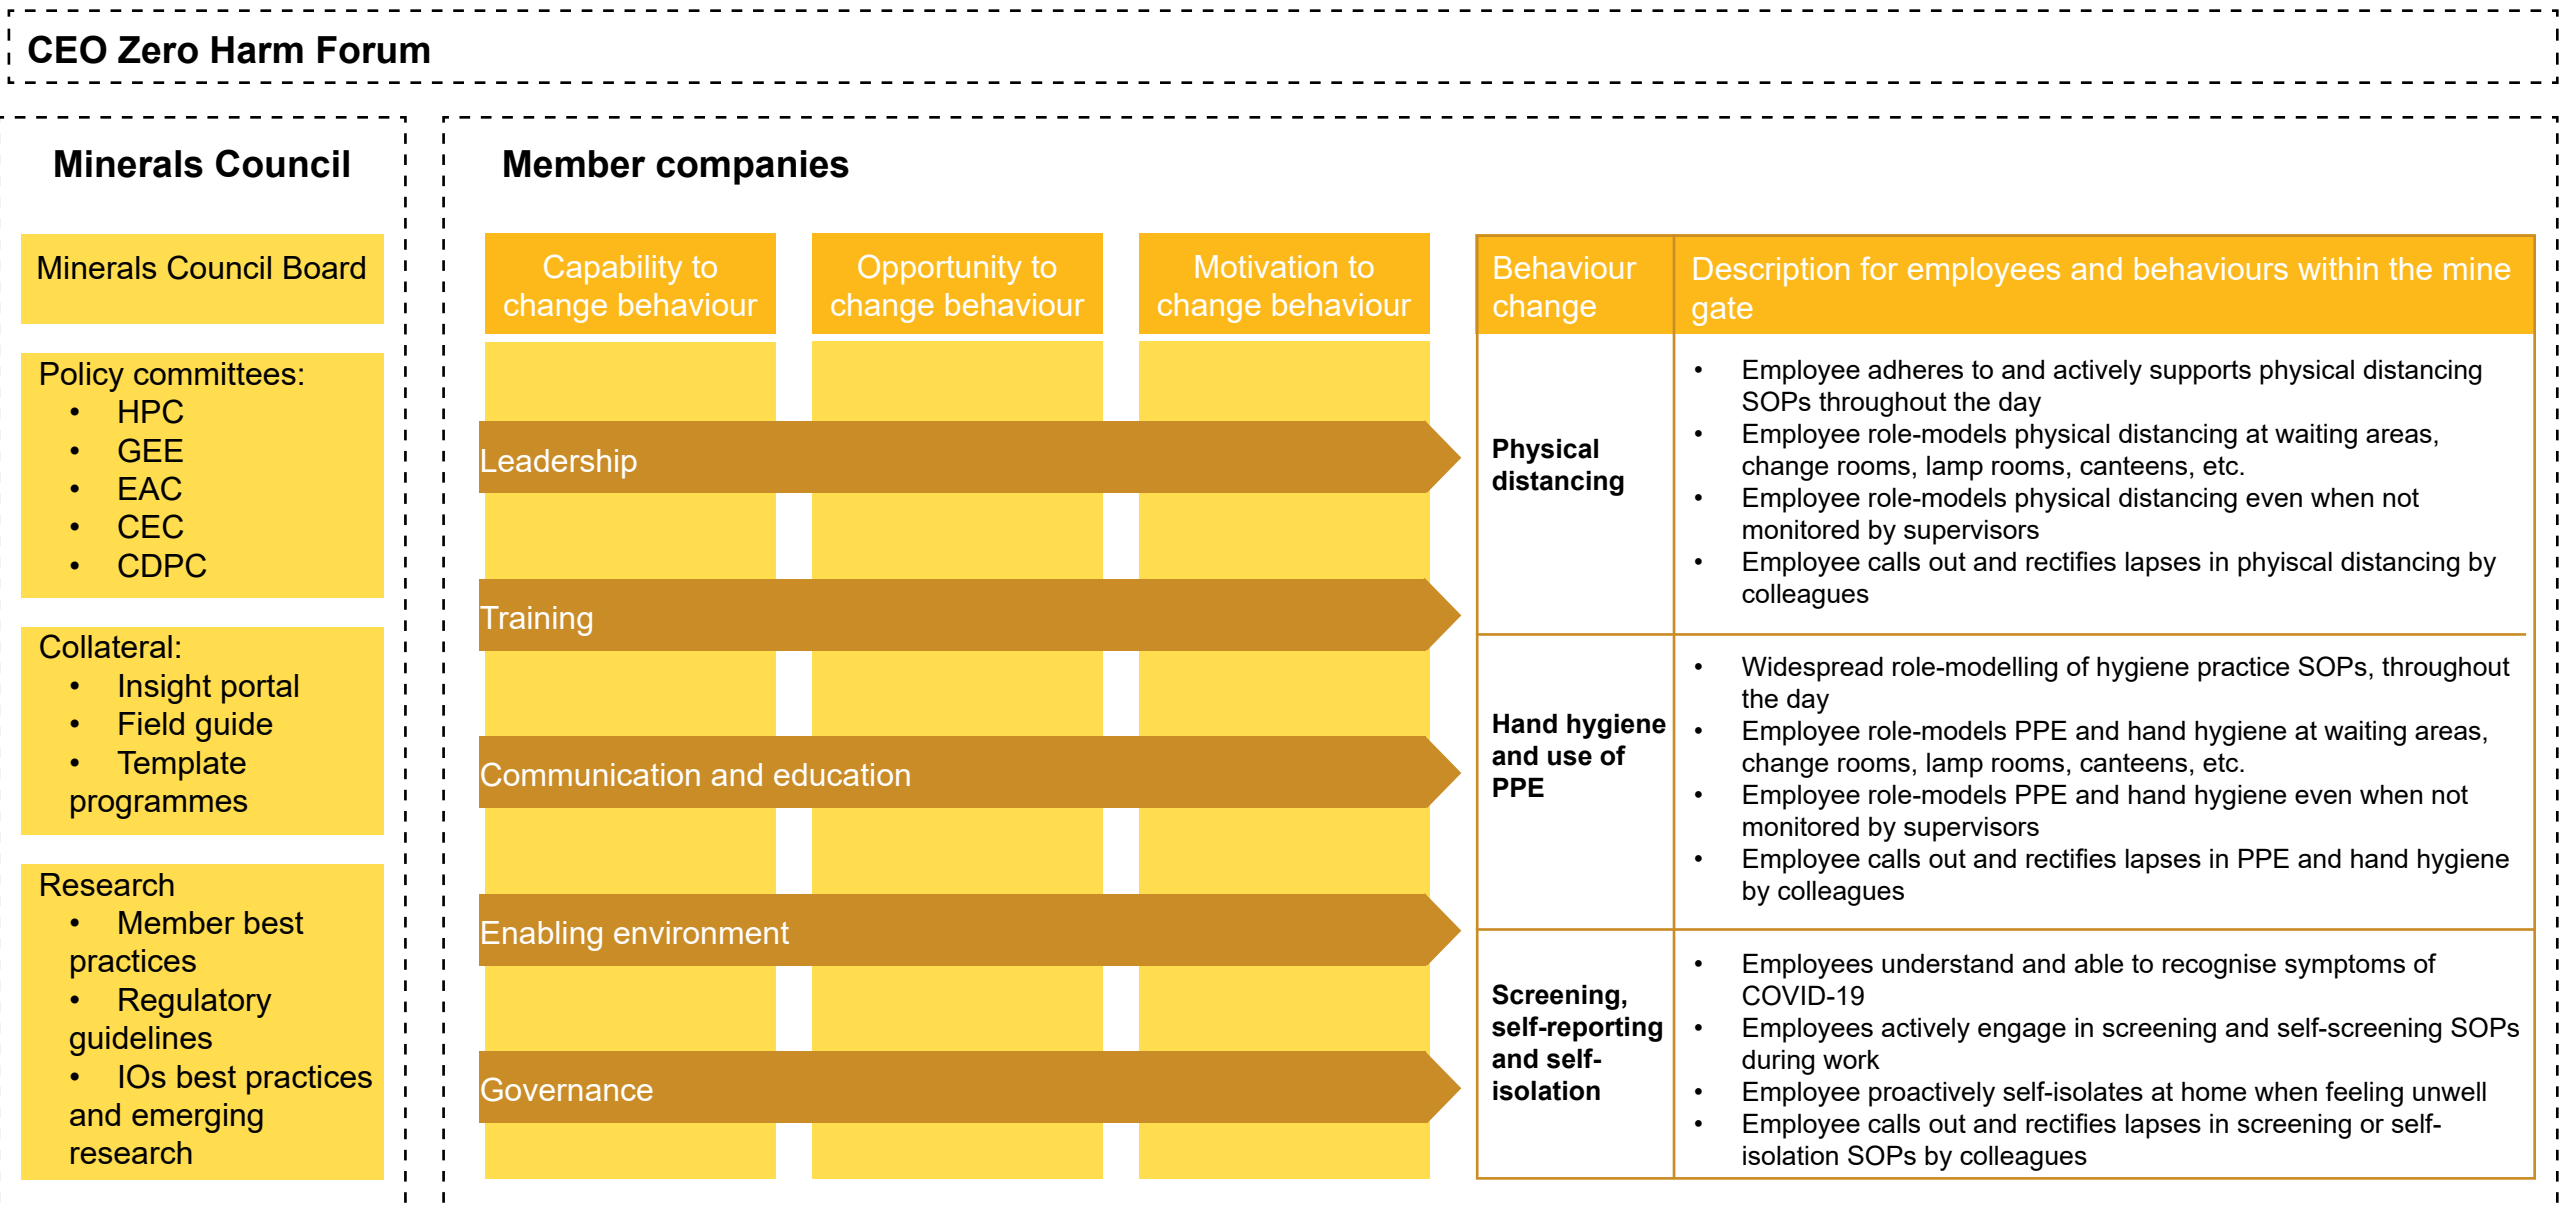 CEO Zero Harm Forum
Minerals Council
Minerals Council Board
Policy committees:
• HPC
• GEE
• EAC
• CEC
• CDPC
Collateral:
• Insight portal
• Field guide
• Template
programmes
Research
• Member best
practices
• Regulatory
guidelines
• IOs best practices
and emerging
research
Member companies
Capability to
change behaviour
Opportunity to
change behaviour
Motivation to
change behaviour
Leadership
Training
Communication and education
Enabling environment
Governance
Behaviour
change
Description for employees and behaviours within the mine
gate
Physical
distancing
• Employee adheres to and actively supports physical distancing
SOPs throughout the day
• Employee role-models physical distancing at waiting areas,
change rooms, lamp rooms, canteens, etc.
• Employee role-models physical distancing even when not
monitored by supervisors
• Employee calls out and rectifies lapses in phyiscal distancing by
colleagues
Hand hygiene
and use of
PPE
• Widespread role-modelling of hygiene practice SOPs, throughout
the day
• Employee role-models PPE and hand hygiene at waiting areas,
change rooms, lamp rooms, canteens, etc.
• Employee role-models PPE and hand hygiene even when not
monitored by supervisors
• Employee calls out and rectifies lapses in PPE and hand hygiene
by colleagues
Screening,
self-reporting
and self-
isolation
• Employees understand and able to recognise symptoms of
COVID-19
• Employees actively engage in screening and self-screening SOPs
during work
• Employee proactively self-isolates at home when feeling unwell
• Employee calls out and rectifies lapses in screening or self-
isolation SOPs by colleagues